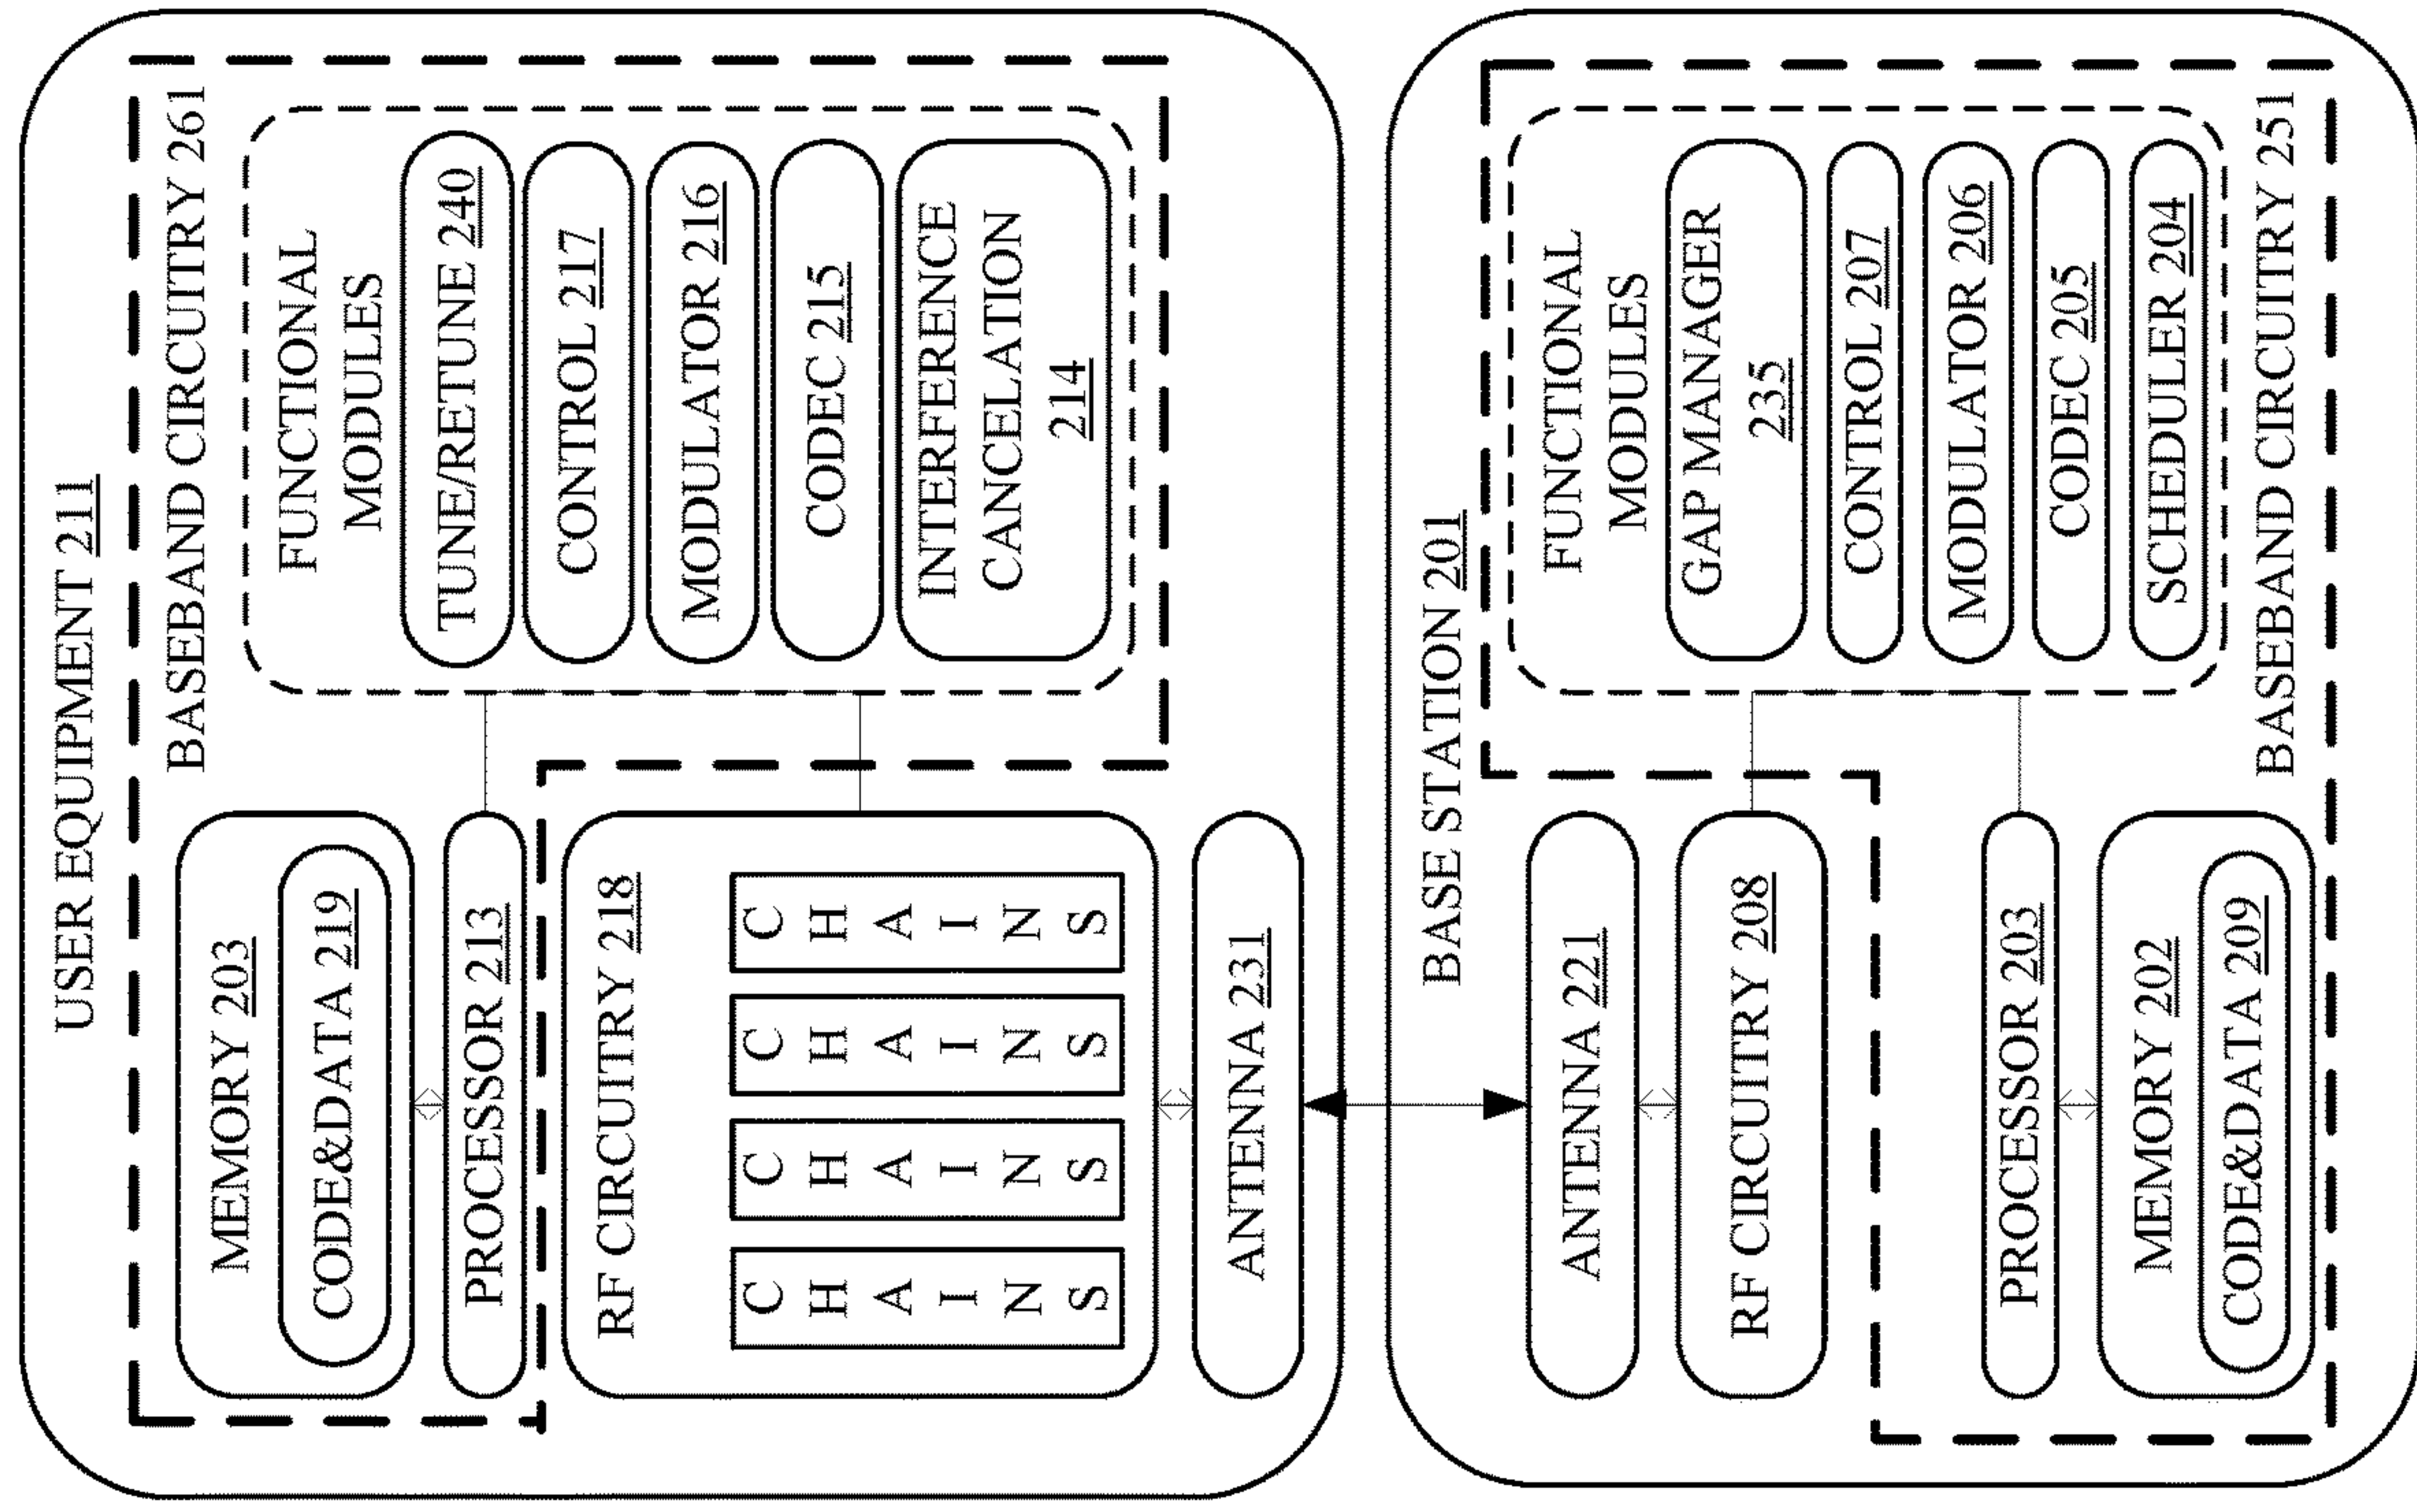 USER EQUIPMENT 211
BASEBAND CIRCUITRY 261
MEMORY 203
CODE&DATA 219
PROCESSOR 213
RF CIRCUITRY 218
CHAINS
CHAINS
CHAINS
CHAINS
ANTENNA 231
FUNCTIONAL
MODULES
TUNE/RETUNE 240
CONTROL 217
MODULATOR 216
CODEC 215
INTERFERENCE
CANCELATION
214
BASE STATION 201
ANTENNA 221
RF CIRCUITRY 208
PROCESSOR 203
MEMORY 202
CODE&DATA 209
FUNCTIONAL
MODULES
GAP MANAGER
235
CONTROL 207
MODULATOR 206
CODEC 205
SCHEDULER 204
BASEBAND CIRCUITRY 251